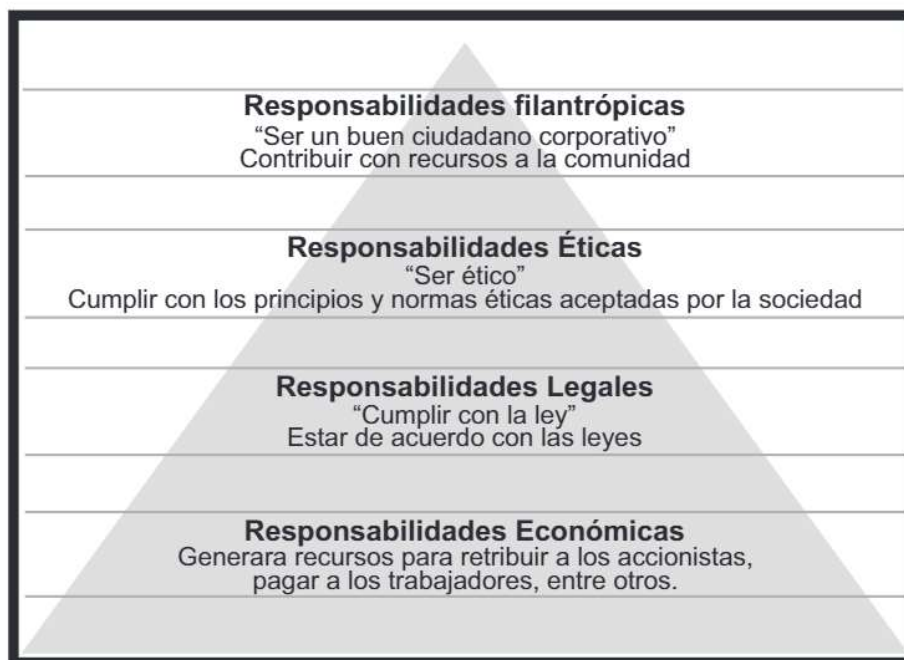 Responsabilidades filantrópicas
“Ser un buen ciudadano corporativo”
Contribuir con recursos a la comunidad
Responsabilidades Éticas
“Ser ético”
Cumplir con los principios y normas éticas aceptadas por la sociedad
Responsabilidades Legales
“Cumplir con la ley”
Estar de acuerdo con las leyes
Responsabilidades Económicas
Generara recursos para retribuir a los accionistas,
pagar a los trabajadores, entre otros.